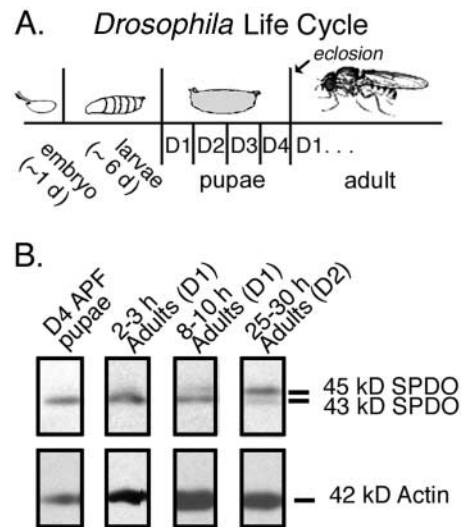 A. Drosophila Life Cycle
eclosion
embryo
(~1 d)
larvae
(~ 6 d)
D1 D2 D3 D4 D1. . .
pupae adult
B.
D4 APF
pupae
2-3 h
Adults (D1)
8-10 h
Adults (D1)
25-30 h
Adults (D2)
45 kD SPDO
43 kD SPDO
42 kD Actin